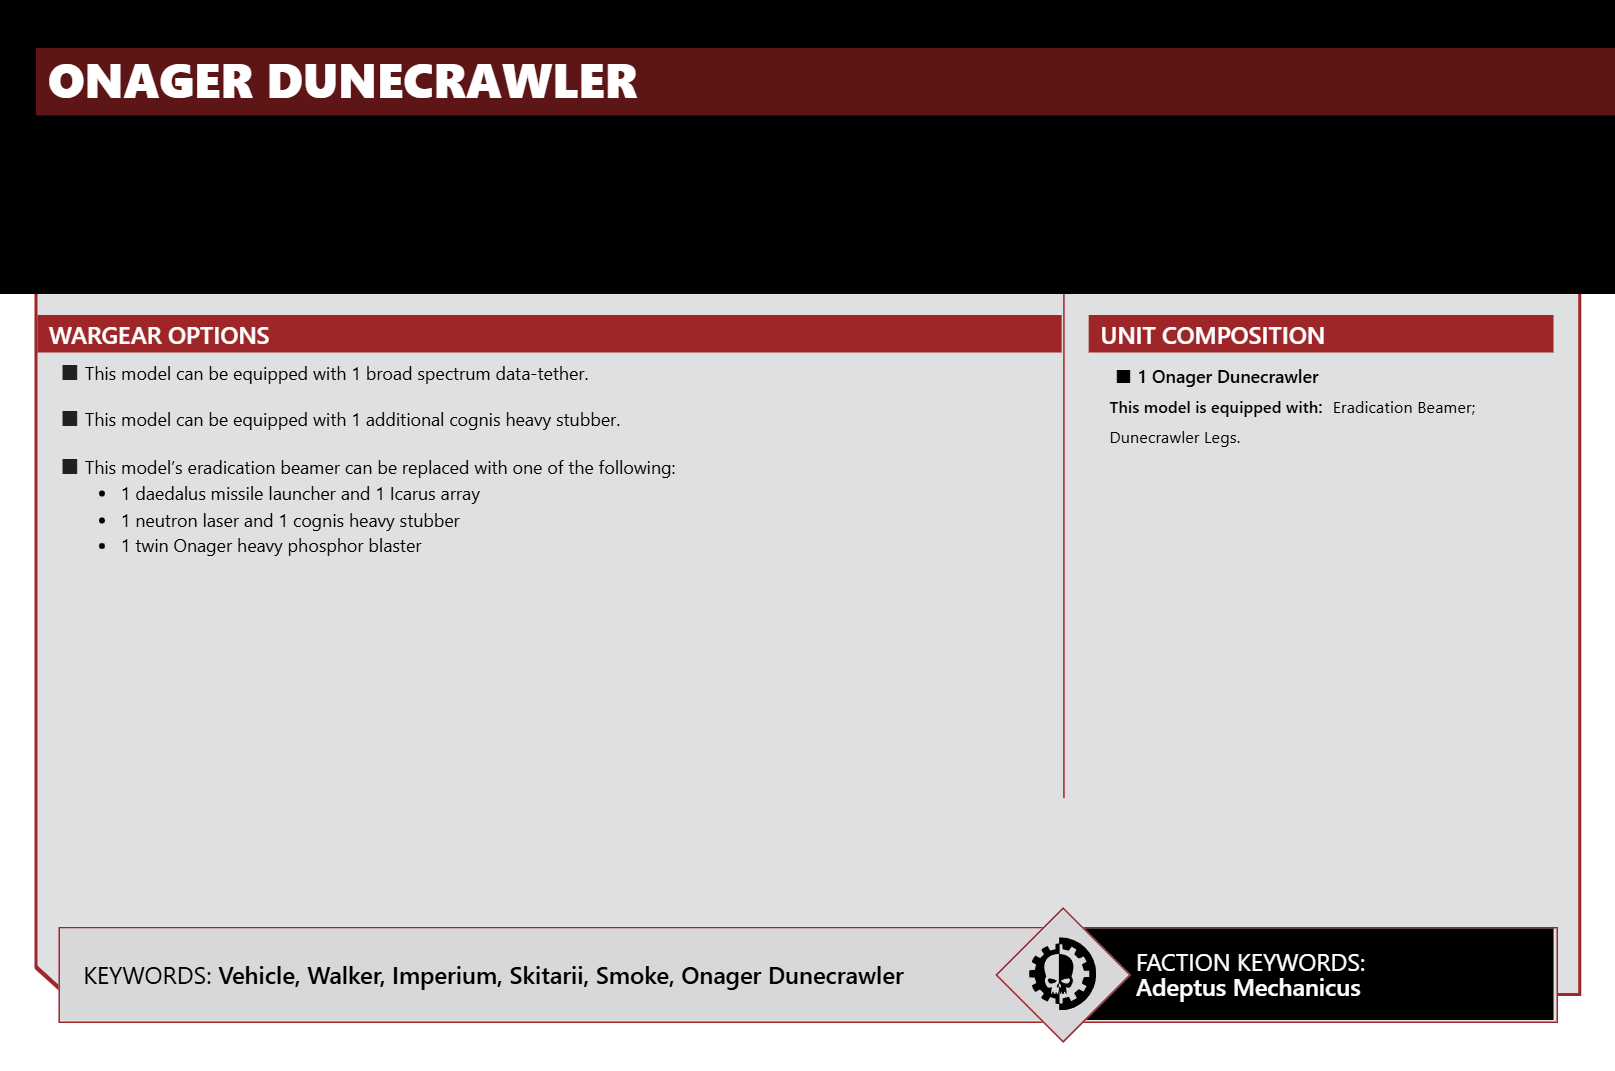 ONAGER DUNECRAWLER
WARGEAR OPTIONS
■ This model can be equipped with 1 broad spectrum data-tether.
■ This model can be equipped with 1 additional cognis heavy stubber.
■ This model’s eradication beamer can be replaced with one of the following:
• 1 daedalus missile launcher and 1 Icarus array
• 1 neutron laser and 1 cognis heavy stubber
• 1 twin Onager heavy phosphor blaster
UNIT COMPOSITION
■ 1 Onager Dunecrawler
This model is equipped with: Eradication Beamer;
Dunecrawler Legs.
KEYWORDS: Vehicle, Walker, Imperium, Skitarii, Smoke, Onager Dunecrawler
FACTION KEYWORDS:
Adeptus Mechanicus